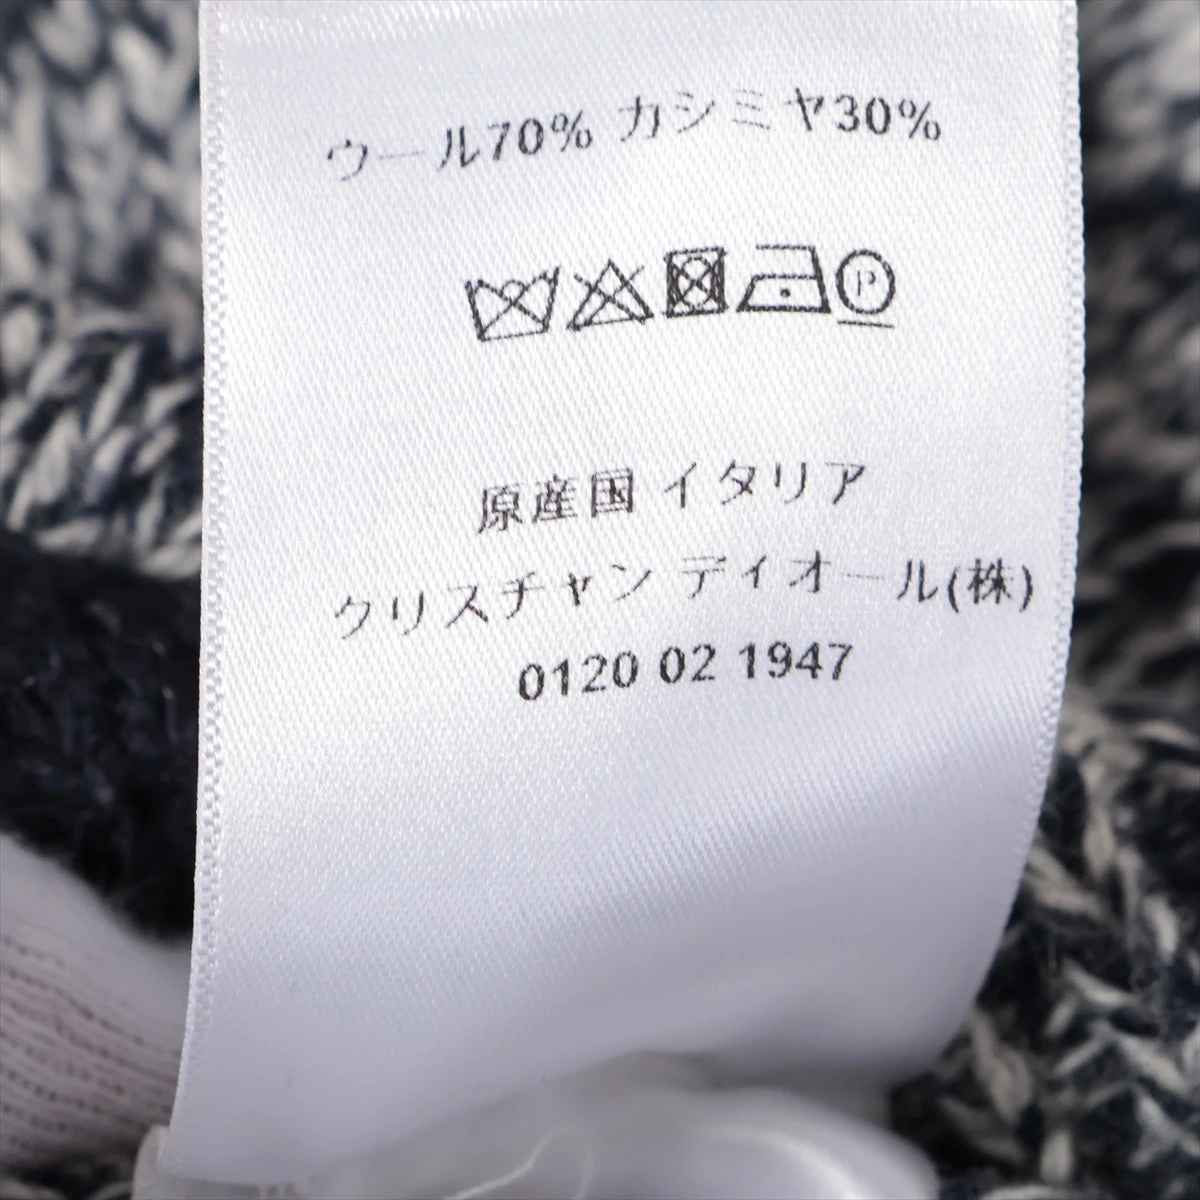 ウール70% カシミヤ30%
P
原産国 イタリア
クリスチャン ディオール(株)
0120 02 1947